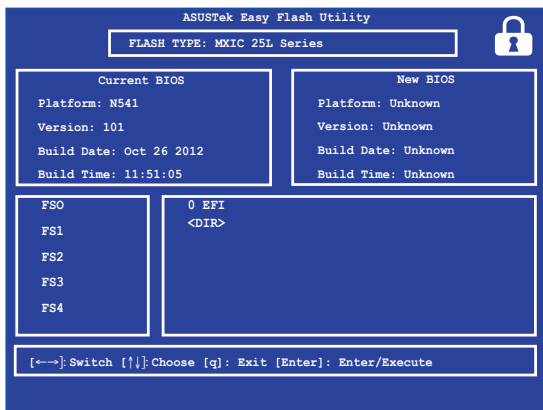 ASUSTek Easy Flash Utility
FLASH TYPE: MXIC 25L Series
Current BIOS
Platform: N541
Version: 101
Build Date: Oct 26 2012
Build Time: 11:51:05
New BIOS
Platform: Unknown
Version: Unknown
Build Date: Unknown
Build Time: Unknown
FSO
FS1
FS2
FS3
FS4
0 EFI
<DIR>
[←→]: Switch [↑↓]: Choose [q]: Exit [Enter]: Enter/Execute